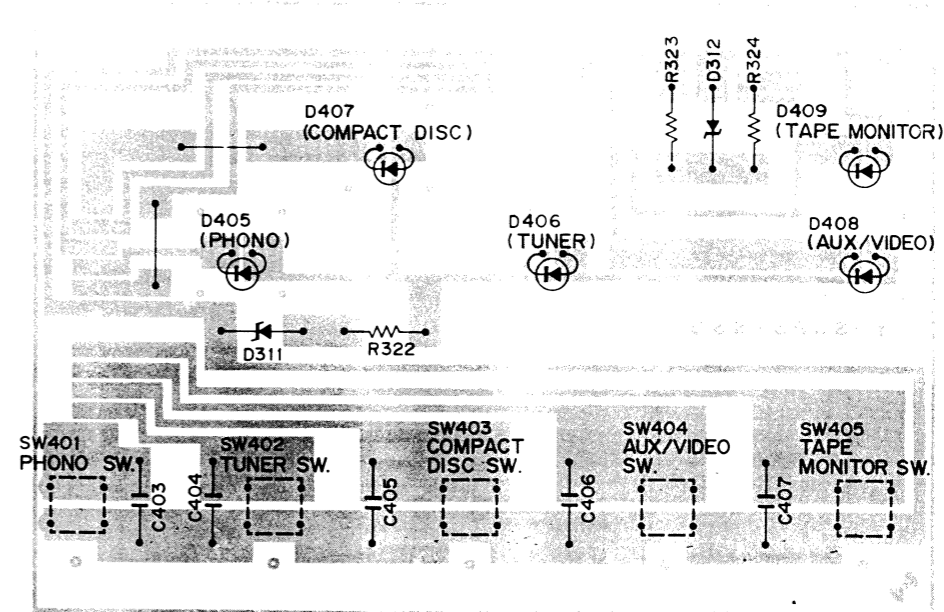 R323
D312
R324
D407
(COMPACT DISC)
D409
(TAPE MONITOR)
D405
(PHONO)
D406
(TUNER)
D408
(AUX/VIDEO)
D311
R322
SW401
PHONO SW.
SW402
TUNER SW.
SW403
COMPACT
DISC SW.
SW404
AUX/VIDEO
SW.
SW405
TAPE
MONITOR SW.
C403
C404
C405
C406
C407